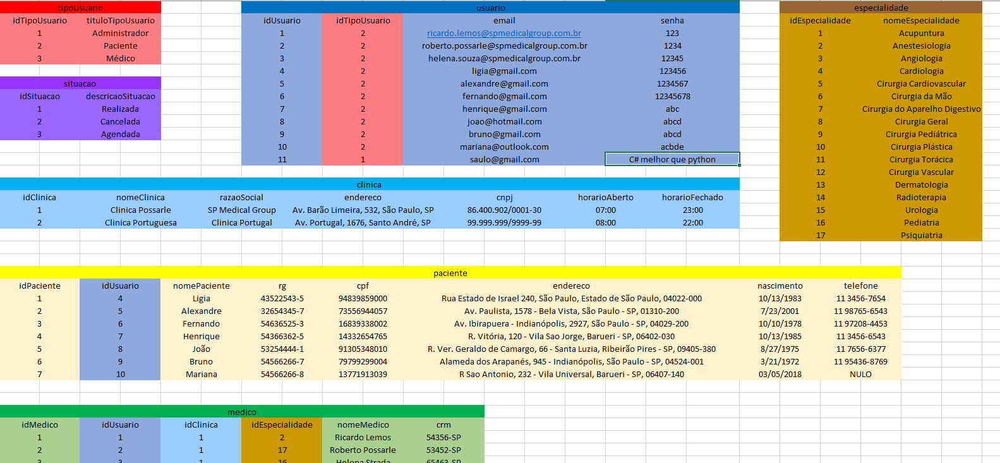 tipoUsuario
idTipoUsuario tituloTipoUsuario
1 Administrador
2 Paciente
3 Médico
situacao
idSituacao descricaoSituacao
1 Realizada
2 Cancelada
3 Agendada
usuario
idUsuario idTipoUsuario email senha
1 2 ricardo.lemos@spmedicalgroup.com.br 123
2 2 roberto.possarle@spmedicalgroup.com.br 1234
3 2 helena.souza@spmedicalgroup.com.br 12345
4 2 ligia@gmail.com 123456
5 2 alexandre@gmail.com 1234567
6 2 fernando@gmail.com 12345678
7 2 henrique@gmail.com abc
8 2 joao@hotmail.com abcd
9 2 bruno@gmail.com abcd
10 2 mariana@outlook.com acbde
11 1 saulo@gmail.com C# melhor que python
especialidade
idEspecialidade nomeEspecialidade
1 Acupuntura
2 Anestesiologia
3 Angiologia
4 Cardiologia
5 Cirurgia Cardiovascular
6 Cirurgia da Mão
7 Cirurgia do Aparelho Digestivo
8 Cirurgia Geral
9 Cirurgia Pediátrica
10 Cirurgia Plástica
11 Cirurgia Torácica
12 Cirurgia Vascular
13 Dermatologia
14 Radioterapia
15 Urologia
16 Pediatria
17 Psiquiatria
clinica
idClinica nomeClinica razaoSocial endereco cnpj horarioAberto horarioFechado
1 Clinica Possarle SP Medical Group Av. Barão Limeira, 532, São Paulo, SP 86.400.902/0001-30 07:00 23:00
2 Clinica Portuguesa Clinica Portugal Av. Portugal, 1676, Santo André, SP 99.999.999/9999-99 08:00 22:00
paciente
idPaciente idUsuario nomePaciente rg cpf endereco nascimento telefone
1 4 Ligia 43522543-5 94839859000 Rua Estado de Israel 240, São Paulo, Estado de São Paulo, 04022-000 10/13/1983 11 3456-7654
2 5 Alexandre 32654345-7 73556944057 Av. Paulista, 1578 - Bela Vista, São Paulo - SP, 01310-200 7/23/2001 11 98765-6543
3 6 Fernando 54636525-3 16839338002 Av. Ibirapuera - Indianópolis, 2927, São Paulo - SP, 04029-200 10/10/1978 11 97208-4453
4 7 Henrique 54366362-5 14332654765 R. Vitória, 120 - Vila Sao Jorge, Barueri - SP, 06402-030 10/13/1985 11 3456-6543
5 8 João 53254444-1 91305348010 R. Ver. Geraldo de Camargo, 66 - Santa Luzia, Ribeirão Pires - SP, 09405-380 8/27/1975 11 7656-6377
6 9 Bruno 54566266-7 79799299004 Alameda dos Arapanés, 945 - Indianópolis, São Paulo - SP, 04524-001 3/21/1972 11 95436-8769
7 10 Mariana 54566266-8 13771913039 R Sao Antonio, 232 - Vila Universal, Barueri - SP, 06407-140 03/05/2018 NULO
medico
idMedico idUsuario idClinica idEspecialidade nomeMedico crm
1 1 1 2 Ricardo Lemos 54356-SP
2 2 1 17 Roberto Possarle 53452-SP
3 3 1 16 Helena Strada 65463-SP